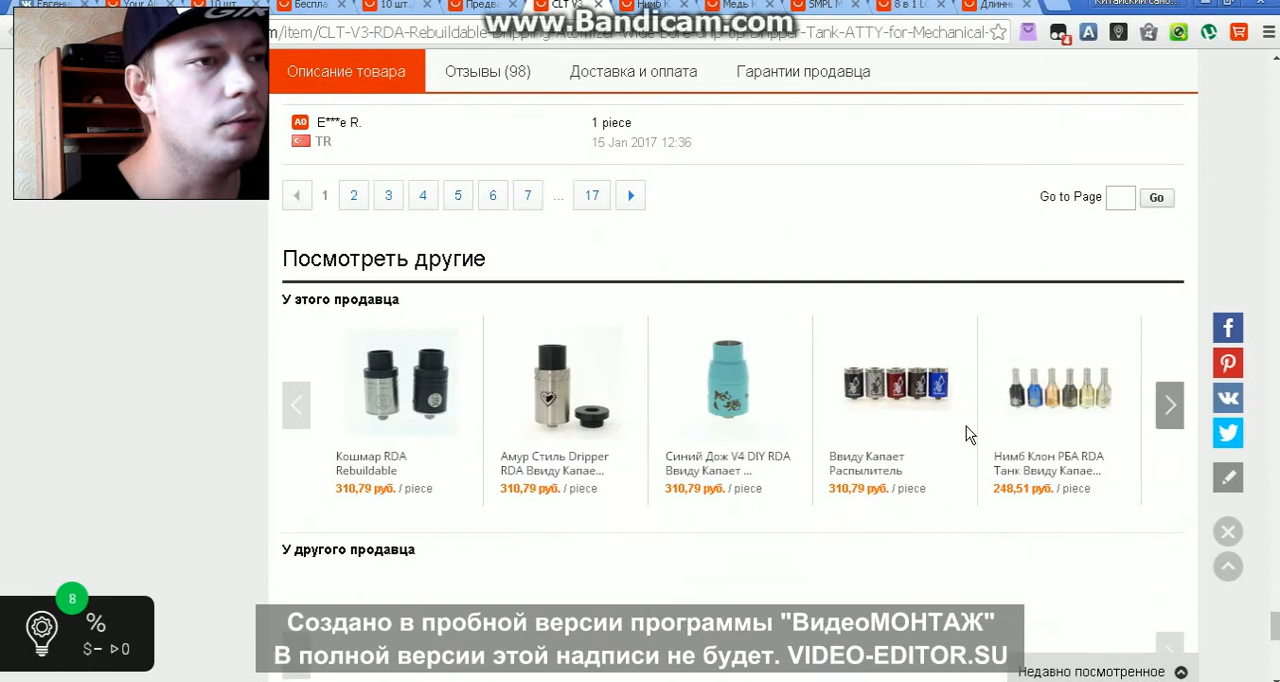 www.Bandicam.com
m/item/CLT-V3-RDA-Rebuildable-Dripping-Atomizer-Wide-Bore-drip-tip-Dripper-Tank-ATTY-for-Mechanical-
4
Описание товара
Отзывы (98)
Доставка и оплата
Гарантии продавца
A0 E***e R.
1 piece
TR
15 Jan 2017 12:36
1 2 3 4 5 6 7 ... 17
Go to Page Go
Посмотреть другие
У этого продавца
Кошмар RDA
Rebuildable
310,79 руб. / piece
Амур Стиль Dripper
RDA Ввиду Капае...
310,79 руб. / piece
Синий Дож V4 DIY RDA
Ввиду Капает ...
310,79 руб. / piece
Ввиду Капает
Распылитель
310,79 руб. / piece
Нимб Клон РБА RDA
Танк Ввиду Капае...
248,51 руб. / piece
У другого продавца
8
%
$– ▷0
Создано в пробной версии программы "ВидеоМОНТАЖ"
В полной версии этой надписи не будет. VIDEO-EDITOR.SU
Недавно посмотренное